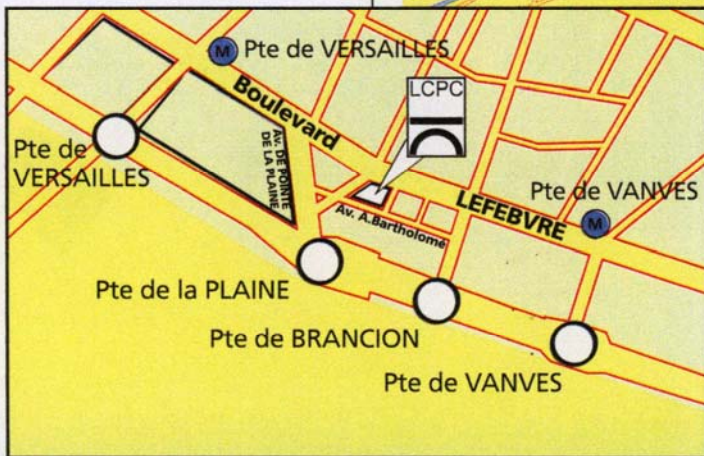 M Pte de VERSAILLES
LCPC
Boulevard
Pte de
VERSAILLES
Av. DE POINTE
DE LA PLAINE
Pte de VANVES
M
LEFEBVRE
Av. A.Bartholomé
Pte de la PLAINE
Pte de BRANCION
Pte de VANVES